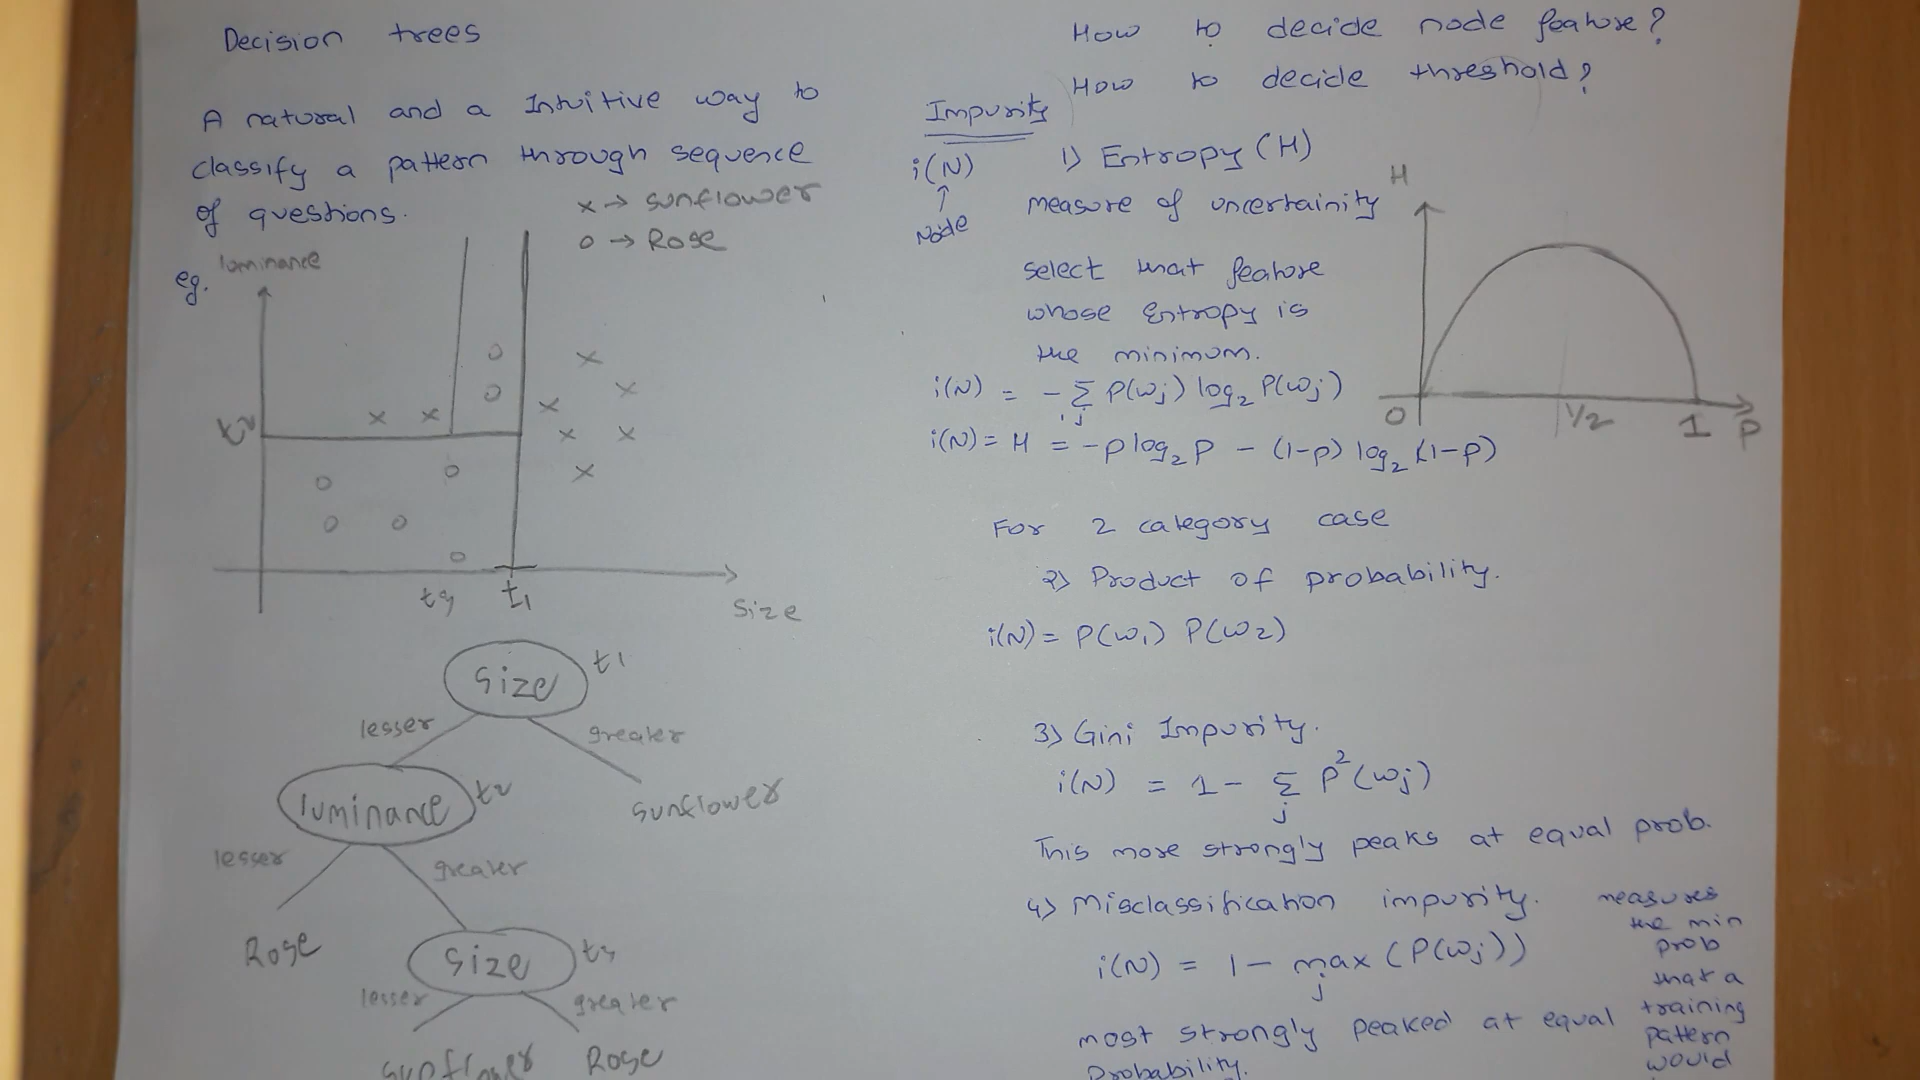 Decision trees
A natural and a Intuitive way to
classify a pattern through sequence
of questions.
x → sunflower
o → Rose
eg.
luminance
t2
t3
t1
Size
Size t1
lesser
greater
luminance t2
sunflower
lesser
greater
Rose
Size t3
lesser
greater
sunflower Rose
How to decide node feature?
How to decide threshold?
Impurity
i(N)
↑
Node
1) Entropy (H)
measure of uncertainity
select that feature
whose Entropy is
the minimum.
H
0 1/2 1 P
i(N) = -Σj P(ωj) log2 P(ωj)
i(N) = H = -p log2 p - (1-p) log2 (1-p)
For 2 category case
2) Product of probability.
i(N) = P(ω1) P(ω2)
3) Gini Impurity.
i(N) = 1 - Σj P²(ωj)
This more strongly peaks at equal prob.
4) Misclassification impurity.
i(N) = 1 - max j (P(ωj))
most strongly peaked at equal
Probability.
measures
the min
prob
that a
training
pattern
would